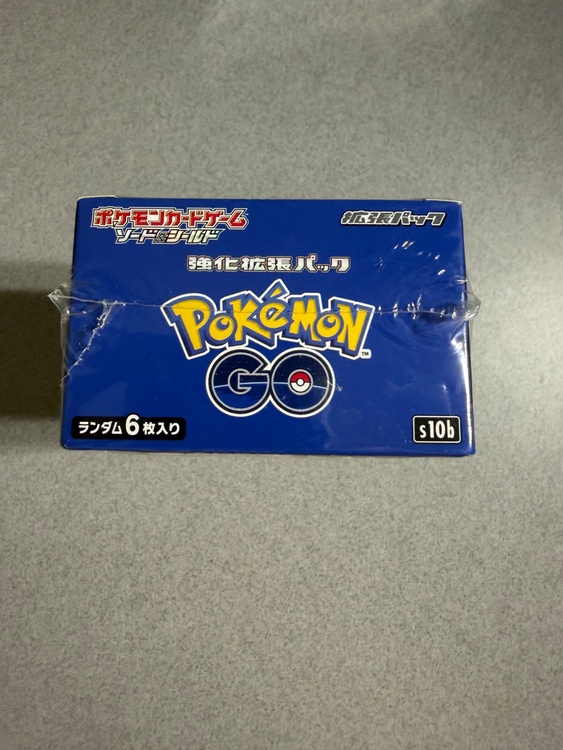 ポケモンカードゲーム
ソード&シールド
拡張パック
強化拡張パック
POKéMON
GO
TM
ランダム6枚入り
s10b